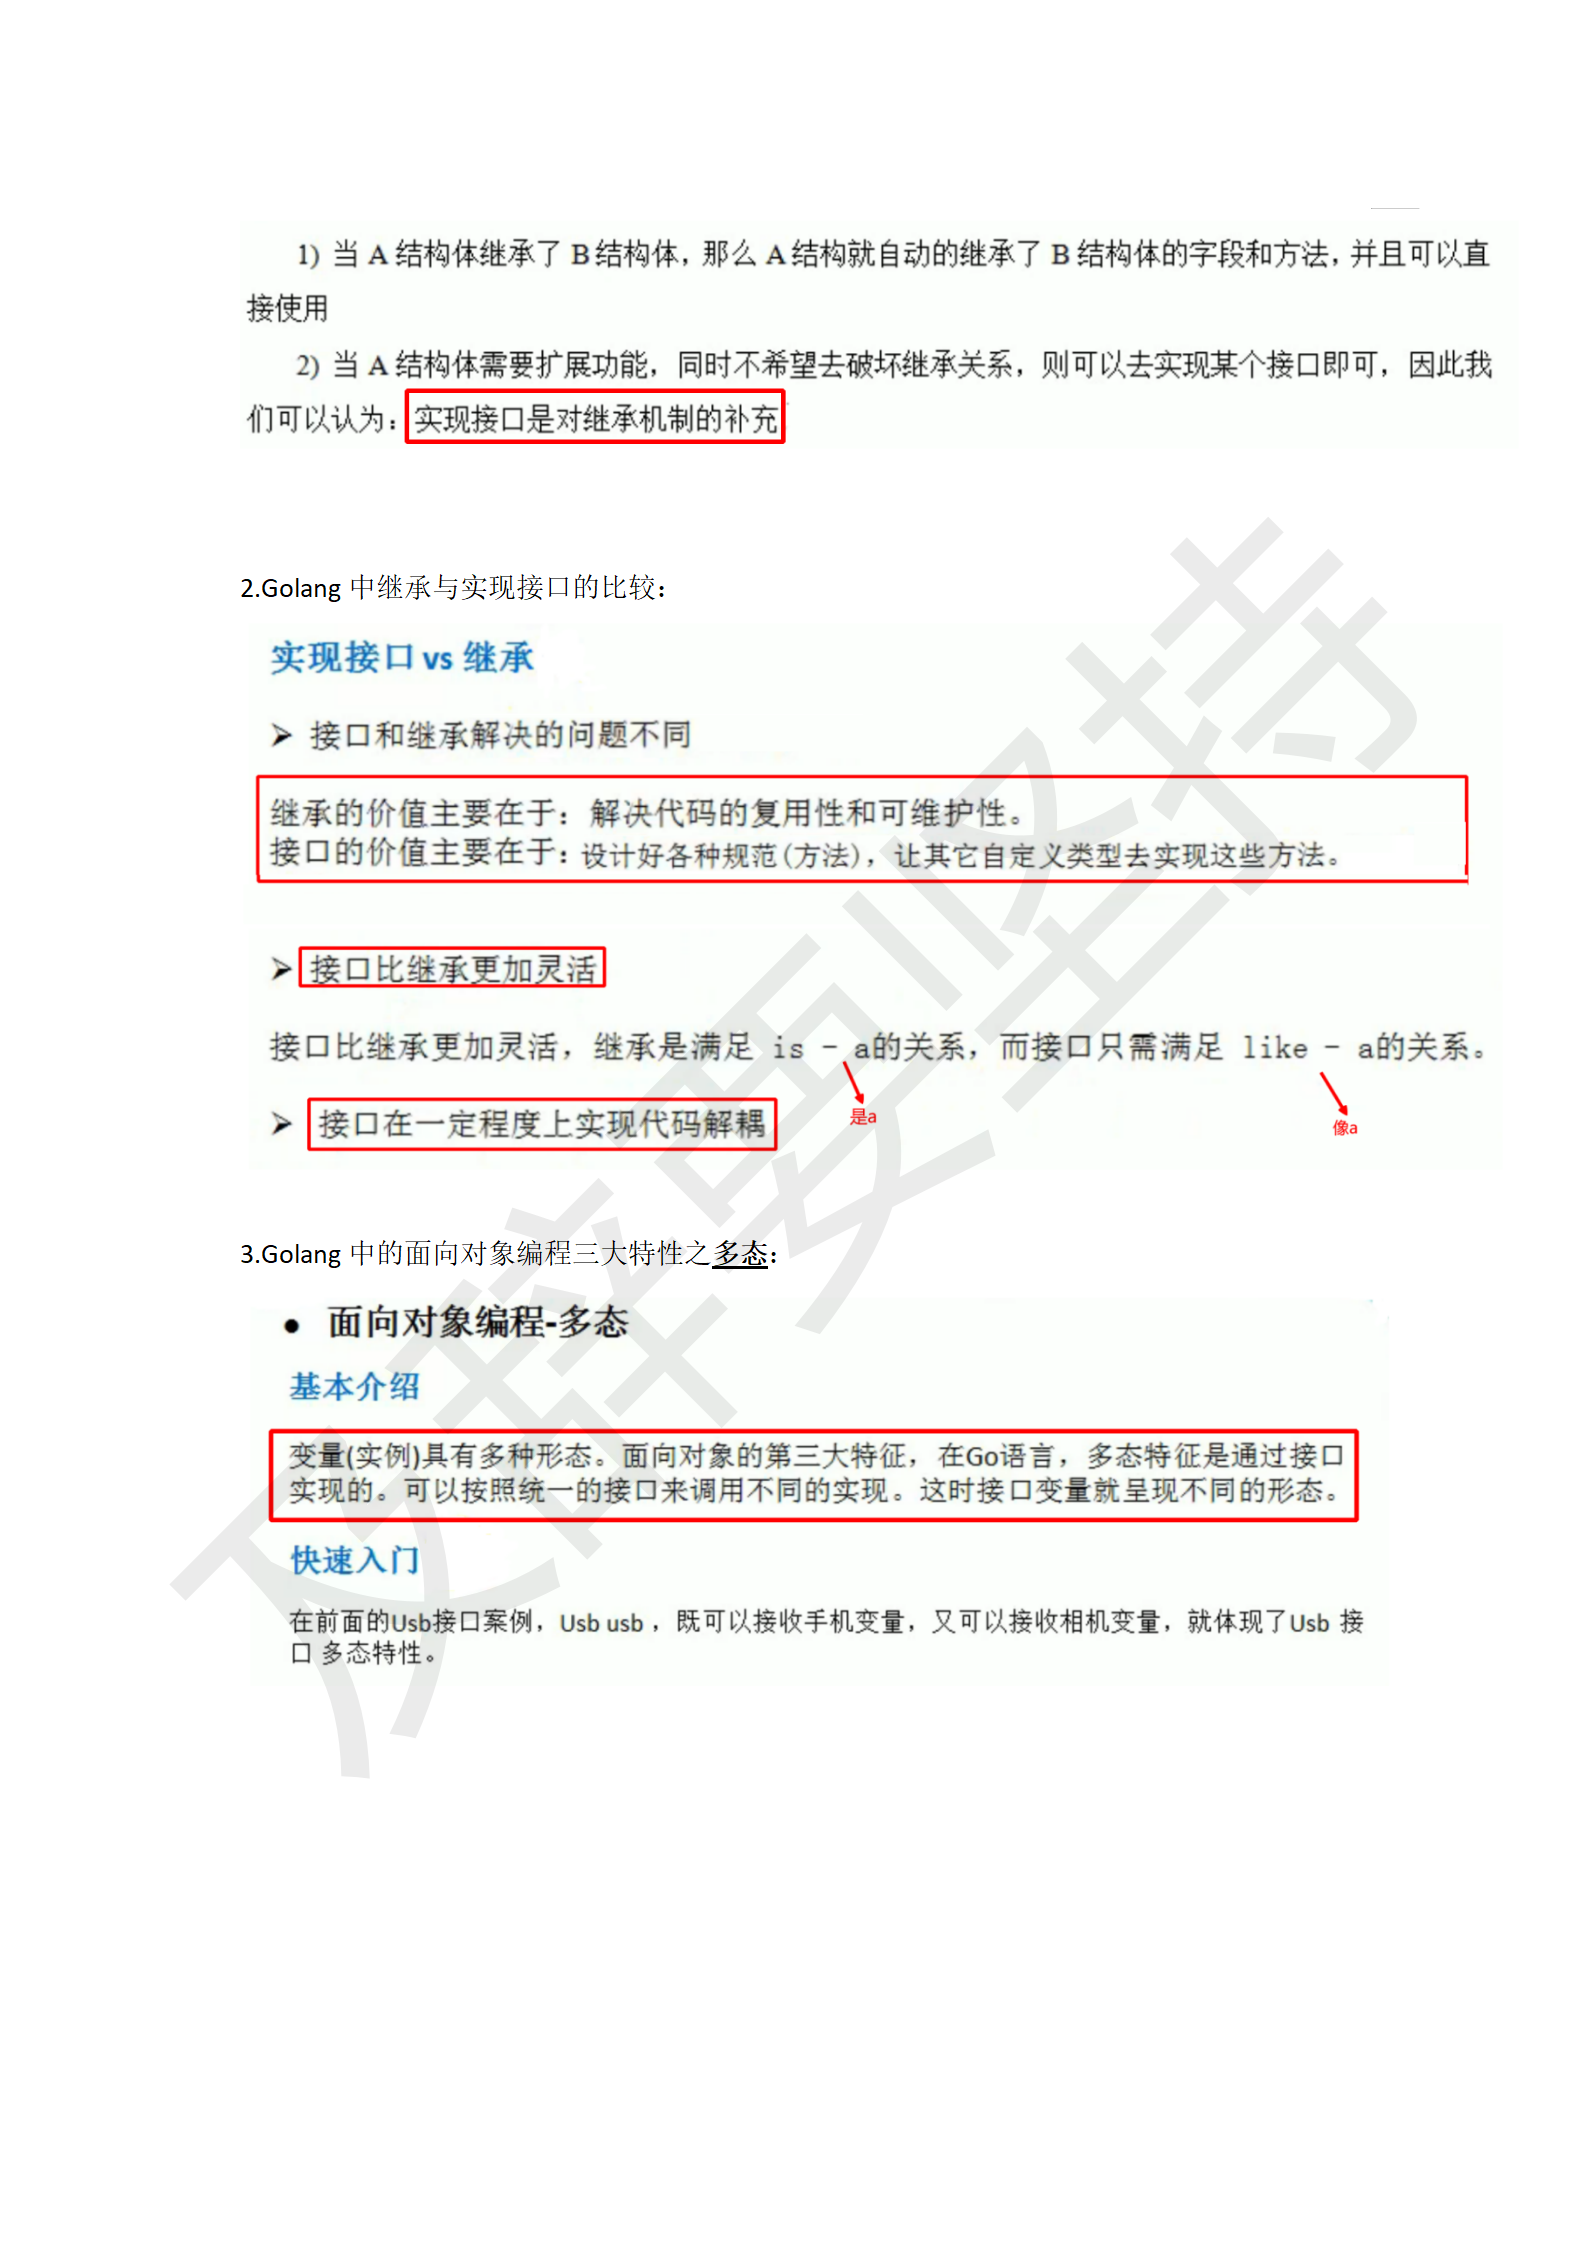 1) 当 A 结构体继承了 B 结构体，那么 A 结构就自动的继承了 B 结构体的字段和方法，并且可以直
接使用
2) 当 A 结构体需要扩展功能，同时不希望去破坏继承关系，则可以去实现某个接口即可，因此我
们可以认为：实现接口是对继承机制的补充
2.Golang 中继承与实现接口的比较：
实现接口 vs 继承
➢ 接口和继承解决的问题不同
继承的价值主要在于：解决代码的复用性和可维护性。
接口的价值主要在于：设计好各种规范(方法)，让其它自定义类型去实现这些方法。
➢ 接口比继承更加灵活
接口比继承更加灵活，继承是满足 is - a的关系，而接口只需满足 like - a的关系。
是a
像a
➢ 接口在一定程度上实现代码解耦
3.Golang 中的面向对象编程三大特性之多态：
● 面向对象编程-多态
基本介绍
变量(实例)具有多种形态。面向对象的第三大特征，在Go语言，多态特征是通过接口
实现的。可以按照统一的接口来调用不同的实现。这时接口变量就呈现不同的形态。
快速入门
在前面的Usb接口案例，Usb usb ，既可以接收手机变量，又可以接收相机变量，就体现了Usb 接
口 多态特性。
及辞要坚持